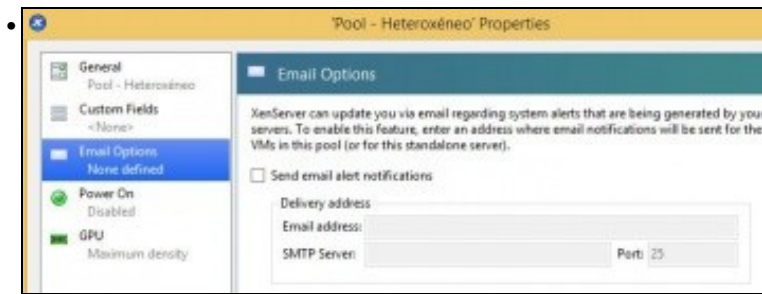 'Pool - Heteroxéneo' Properties
General
Pool - Heteroxéneo
Custom Fields
<None>
Email Options
None defined
Power On
Disabled
GPU
Maximum density
Email Options
XenServer can update you via email regarding system alerts that are being generated by your
servers. To enable this feature, enter an address where email notifications will be sent for the
VMs in this pool (or for this standalone server).
Send email alert notifications
Delivery address
Email address:
SMTP Server: Port: 25